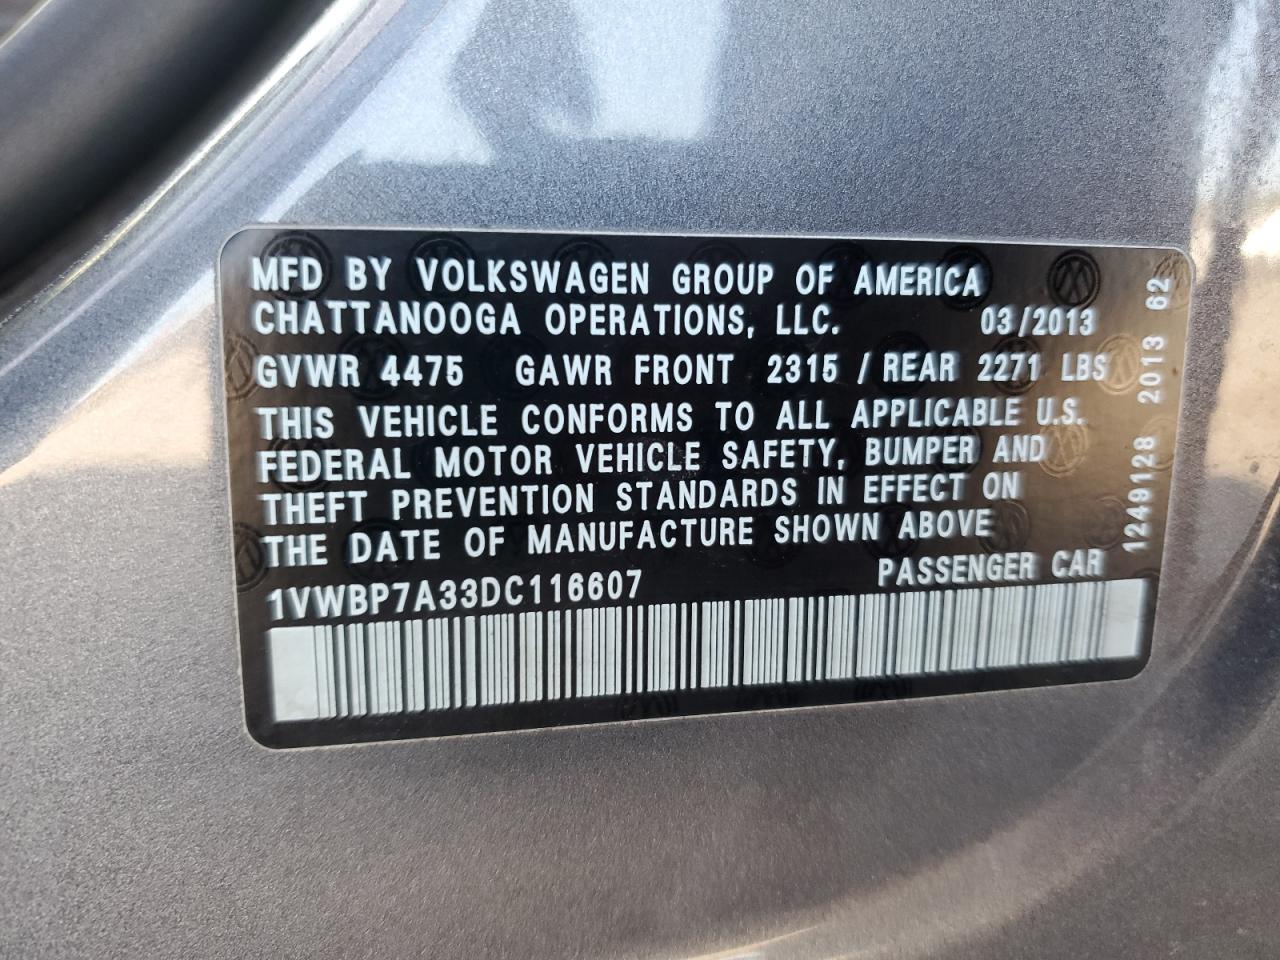 MFD BY VOLKSWAGEN GROUP OF AMERICA
CHATTANOOGA OPERATIONS, LLC. 03/2013
GVWR 4475 GAWR FRONT 2315 / REAR 2271 LBS
THIS VEHICLE CONFORMS TO ALL APPLICABLE U.S.
FEDERAL MOTOR VEHICLE SAFETY, BUMPER AND
THEFT PREVENTION STANDARDS IN EFFECT ON
THE DATE OF MANUFACTURE SHOWN ABOVE
1VWBP7A33DC116607 PASSENGER CAR
1249128 2013 62